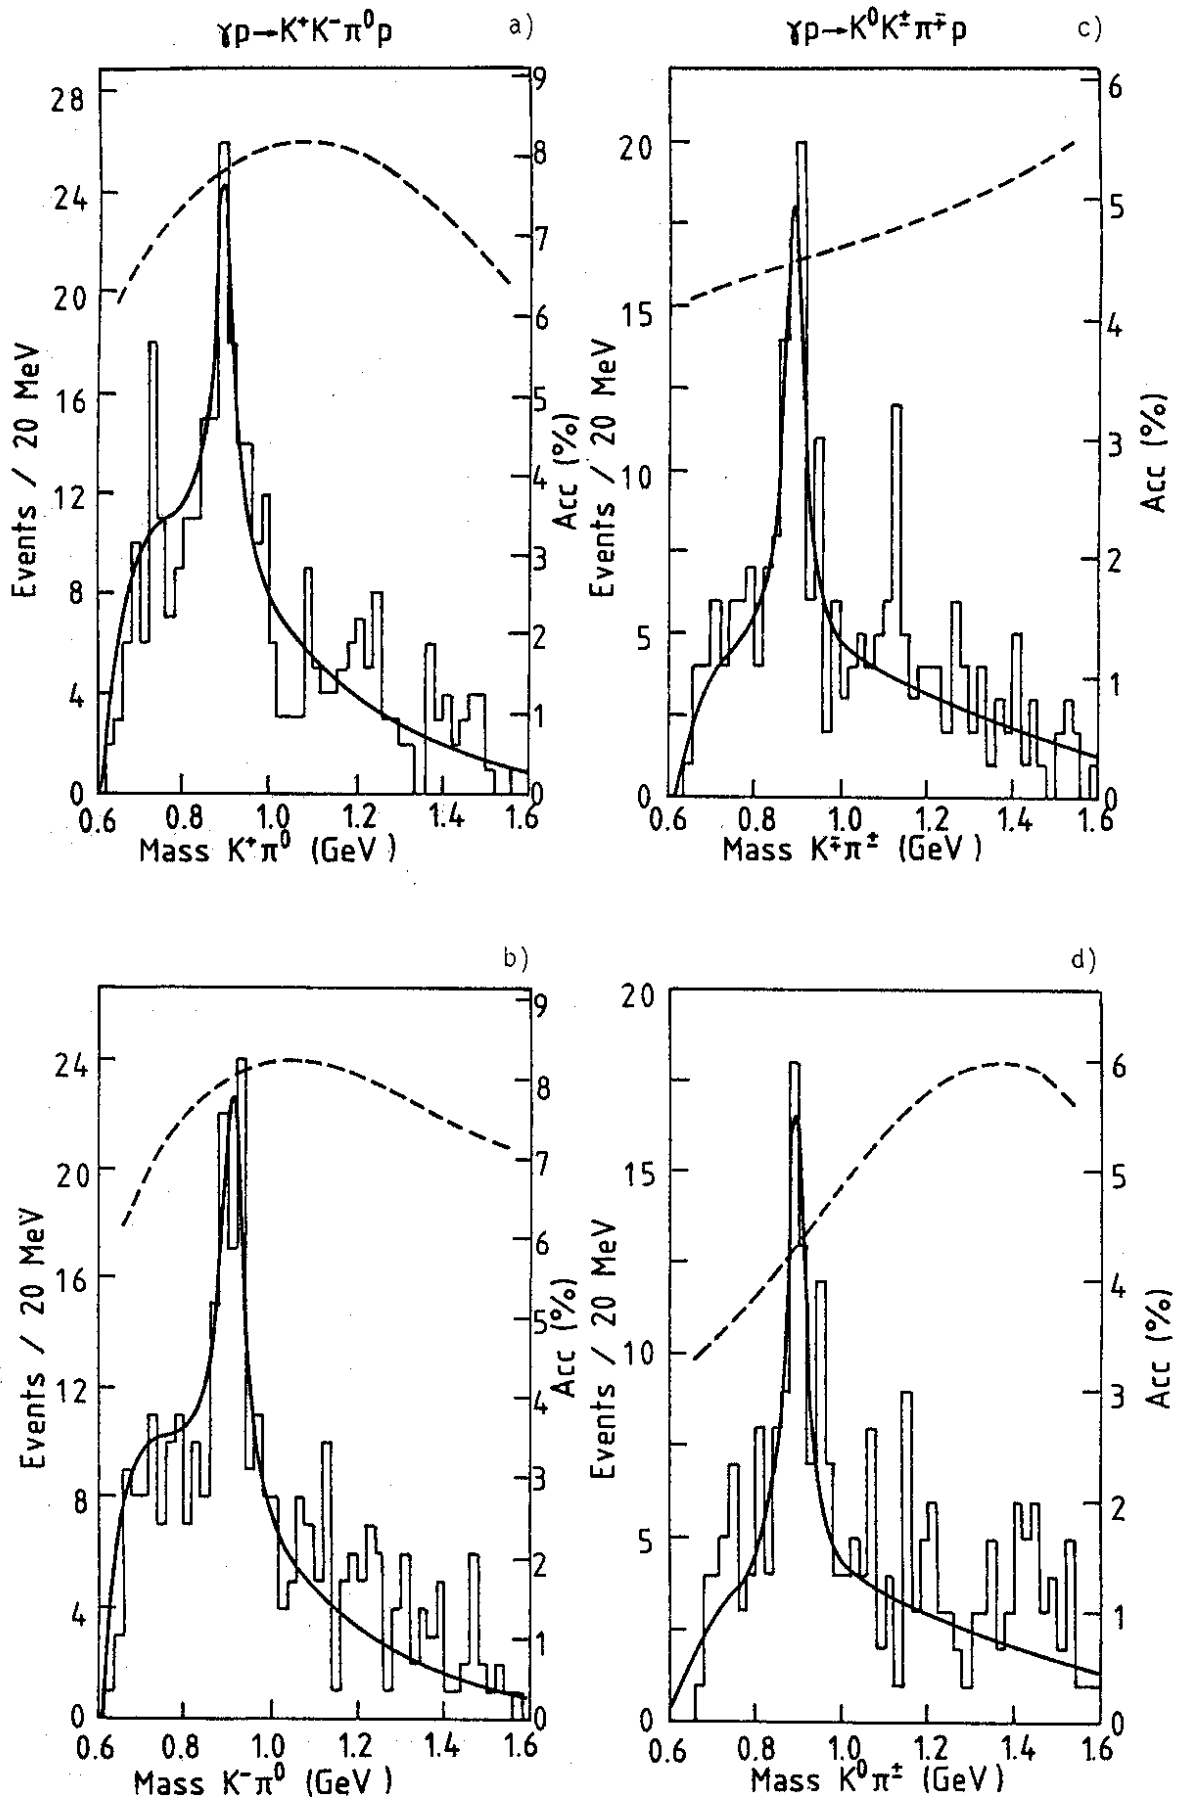 γp→K⁺K⁻π⁰p a)
28
24
20
16
12
8
4
0
Events / 20 MeV
9
8
7
6
5
4
3
2
1
0
Acc (%)
0.6 0.8 1.0 1.2 1.4 1.6
Mass K⁺π⁰ (GeV)
γp→K⁰K±π∓p c)
20
15
10
5
0
Events / 20 MeV
6
5
4
3
2
1
0
Acc (%)
0.6 0.8 1.0 1.2 1.4 1.6
Mass K∓π± (GeV)
b)
24
20
16
12
8
4
0
Events / 20 MeV
9
8
7
6
5
4
3
2
1
0
Acc (%)
0.6 0.8 1.0 1.2 1.4 1.6
Mass K⁻π⁰ (GeV)
d)
20
15
10
5
0
Events / 20 MeV
6
5
4
3
2
1
0
Acc (%)
0.6 0.8 1.0 1.2 1.4 1.6
Mass K⁰π± (GeV)